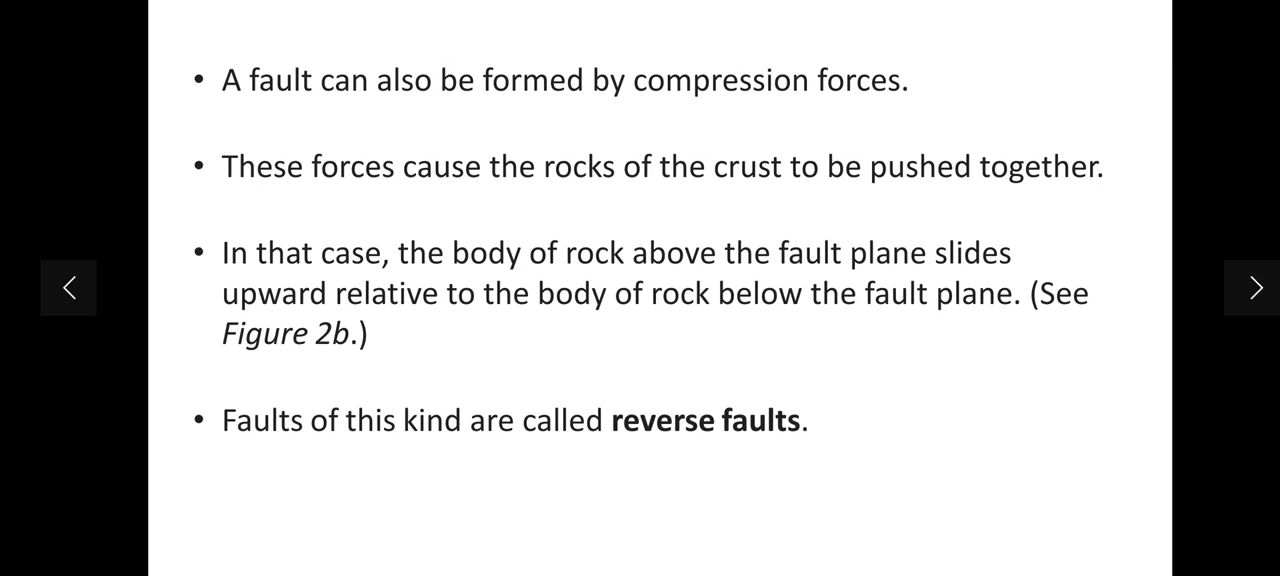 • A fault can also be formed by compression forces.
• These forces cause the rocks of the crust to be pushed together.
• In that case, the body of rock above the fault plane slides
upward relative to the body of rock below the fault plane. (See
Figure 2b.)
• Faults of this kind are called reverse faults.